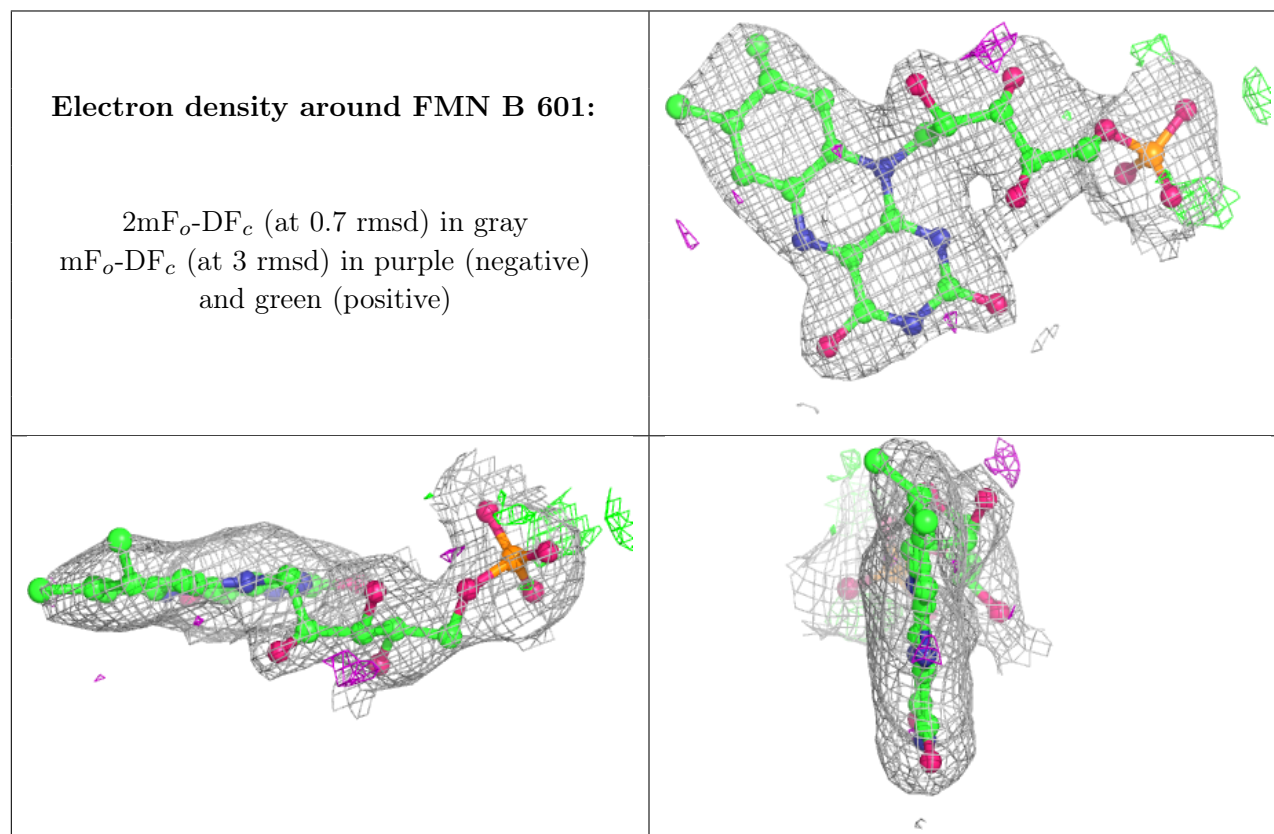 Electron density around FMN B 601:
2mFo-DFc (at 0.7 rmsd) in gray
mFo-DFc (at 3 rmsd) in purple (negative)
and green (positive)